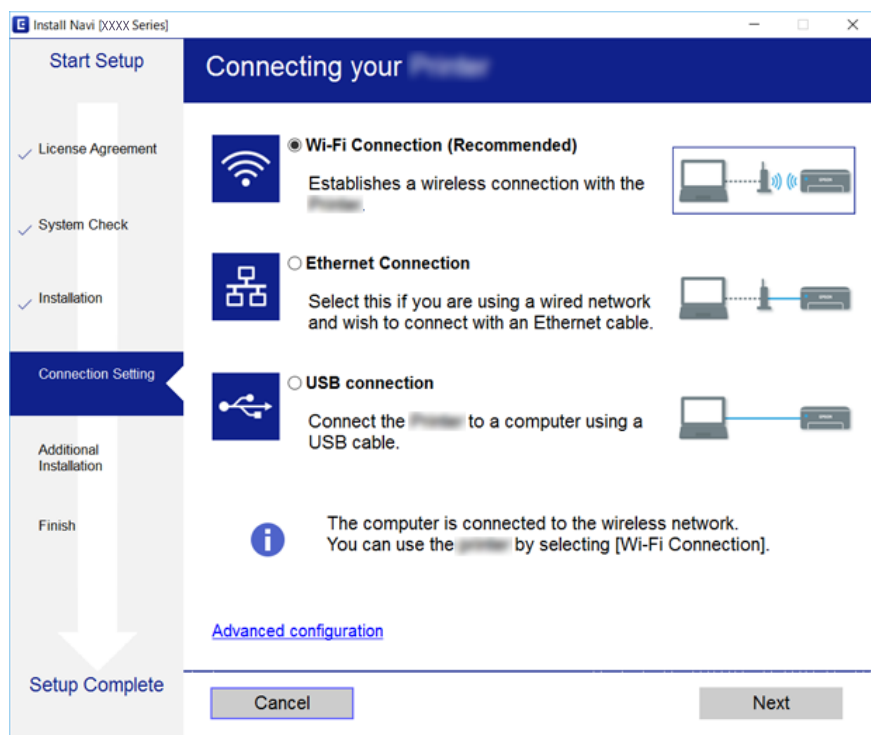 Install Navi [XXXX Series]
Start Setup
License Agreement
System Check
Installation
Connection Setting
Additional
Installation
Finish
Setup Complete
Connecting your
Wi-Fi Connection (Recommended)
Establishes a wireless connection with the
.
Ethernet Connection
Select this if you are using a wired network
and wish to connect with an Ethernet cable.
USB connection
Connect the to a computer using a
USB cable.
The computer is connected to the wireless network.
You can use the by selecting [Wi-Fi Connection].
Advanced configuration
Cancel
Next